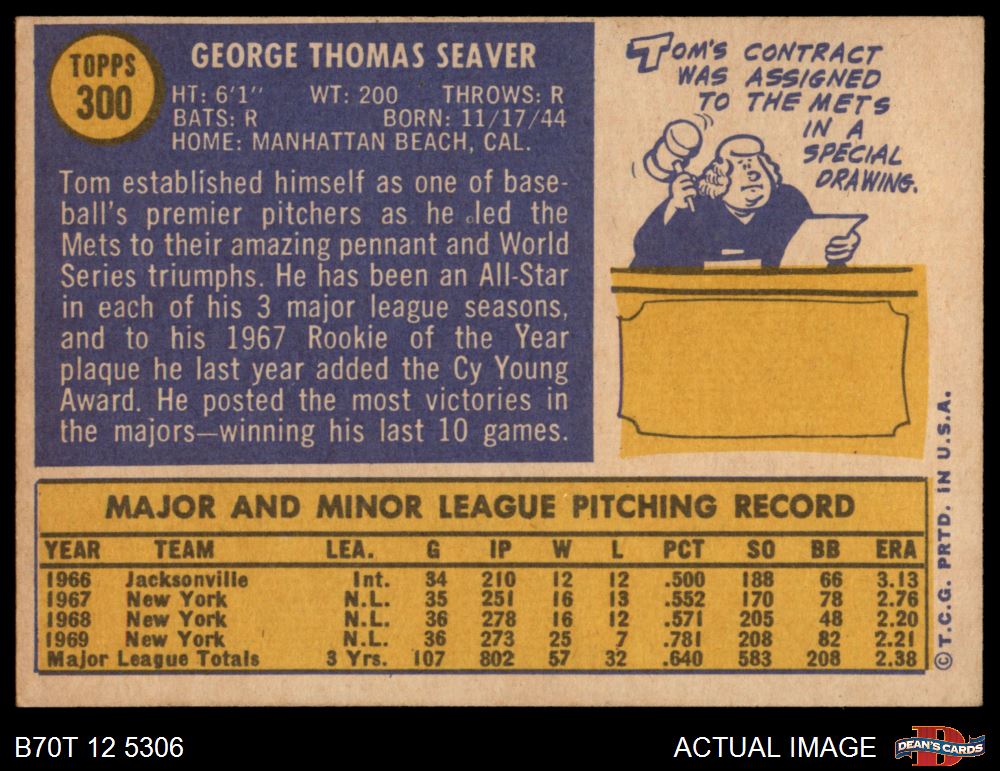 TOPPS
300
GEORGE THOMAS SEAVER
HT: 6'1" WT: 200 THROWS: R
BATS: R BORN: 11/17/44
HOME: MANHATTAN BEACH, CAL.
Tom established himself as one of base-
ball's premier pitchers as he led the
Mets to their amazing pennant and World
Series triumphs. He has been an All-Star
in each of his 3 major league seasons,
and to his 1967 Rookie of the Year
plaque he last year added the Cy Young
Award. He posted the most victories in
the majors—winning his last 10 games.
TOM'S CONTRACT
WAS ASSIGNED
TO THE METS
IN A
SPECIAL
DRAWING.
MAJOR AND MINOR LEAGUE PITCHING RECORD
YEAR TEAM LEA. G IP W L PCT SO BB ERA
1966 Jacksonville Int. 34 210 12 12 .500 188 66 3.13
1967 New York N.L. 35 251 16 13 .552 170 78 2.76
1968 New York N.L. 36 278 16 12 .571 205 48 2.20
1969 New York N.L. 36 273 25 7 .781 208 82 2.21
Major League Totals 3 Yrs. 107 802 57 32 .640 583 208 2.38
©T.C.G. PRTD. IN U.S.A.
B70T 12 5306
ACTUAL IMAGE
D
DEAN'S CARDS